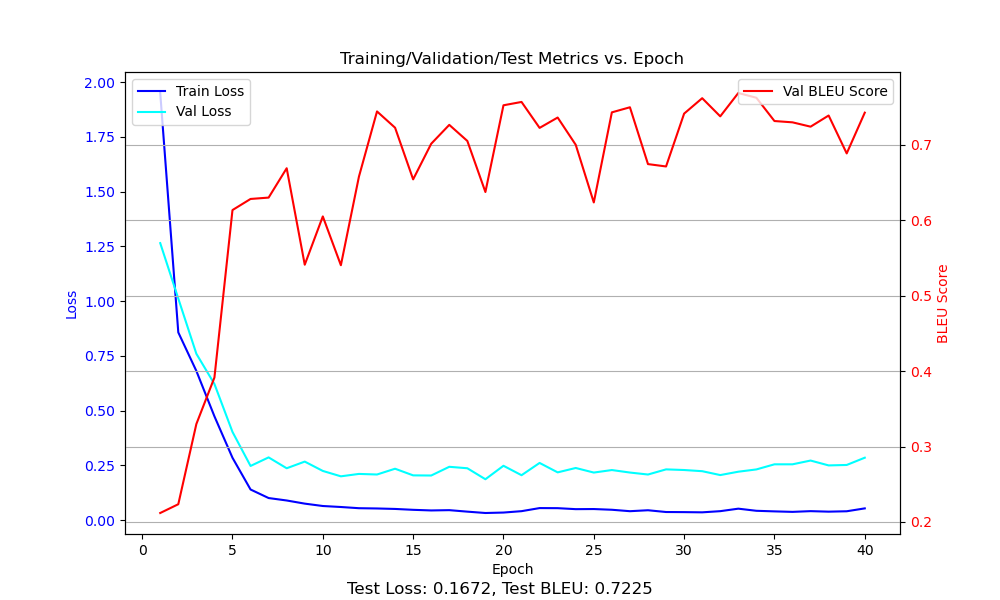 Training/Validation/Test Metrics vs. Epoch
Train Loss
Val Loss
Val BLEU Score
2.00
1.75
1.50
1.25
1.00
0.75
0.50
0.25
0.00
Loss
0.7
0.6
0.5
0.4
0.3
0.2
BLEU Score
0 5 10 15 20 25 30 35 40
Epoch
Test Loss: 0.1672, Test BLEU: 0.7225